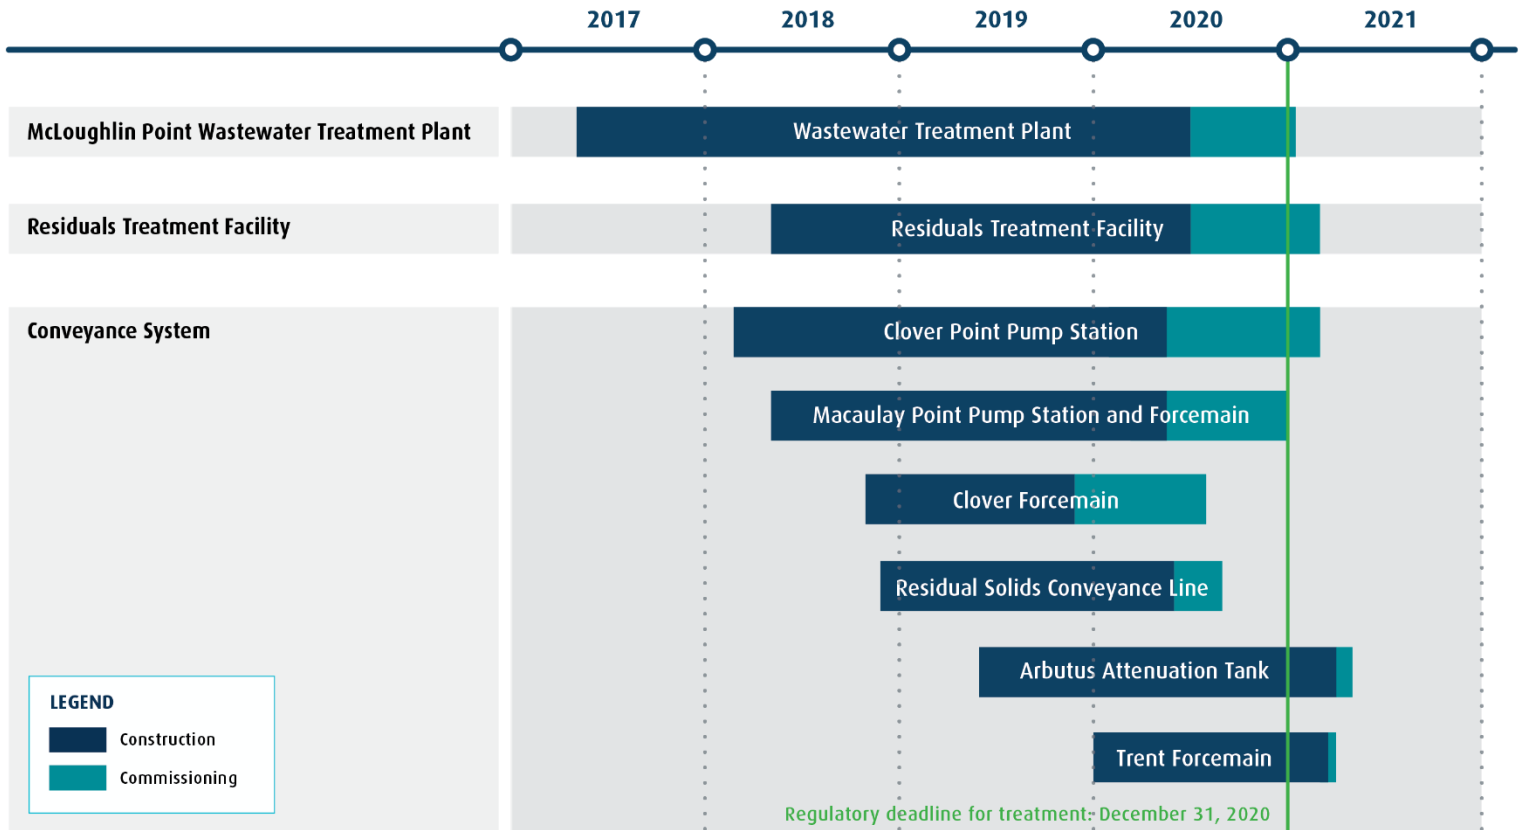 2017 2018 2019 2020 2021
McLoughlin Point Wastewater Treatment Plant
Wastewater Treatment Plant
Residuals Treatment Facility
Residuals Treatment Facility
Conveyance System
Clover Point Pump Station
Macaulay Point Pump Station and Forcemain
Clover Forcemain
Residual Solids Conveyance Line
Arbutus Attenuation Tank
Trent Forcemain
LEGEND
Construction
Commissioning
Regulatory deadline for treatment: December 31, 2020